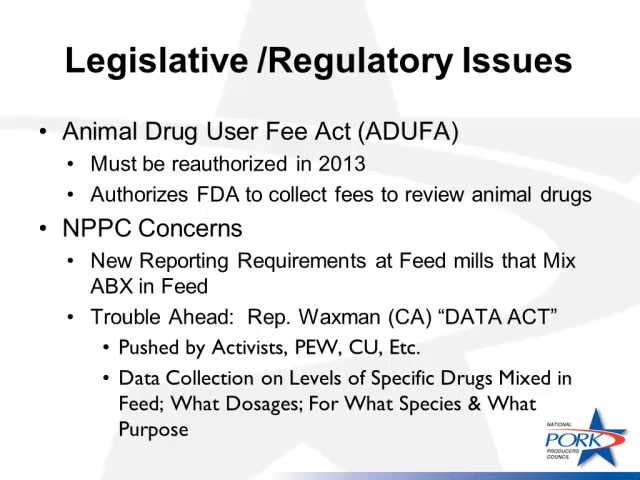 Legislative /Regulatory Issues
• Animal Drug User Fee Act (ADUFA)
• Must be reauthorized in 2013
• Authorizes FDA to collect fees to review animal drugs
• NPPC Concerns
• New Reporting Requirements at Feed mills that Mix
ABX in Feed
• Trouble Ahead:  Rep. Waxman (CA) “DATA ACT”
• Pushed by Activists, PEW, CU, Etc.
• Data Collection on Levels of Specific Drugs Mixed in
Feed; What Dosages; For What Species & What
Purpose
NATIONAL
PORK
PRODUCERS
COUNCIL